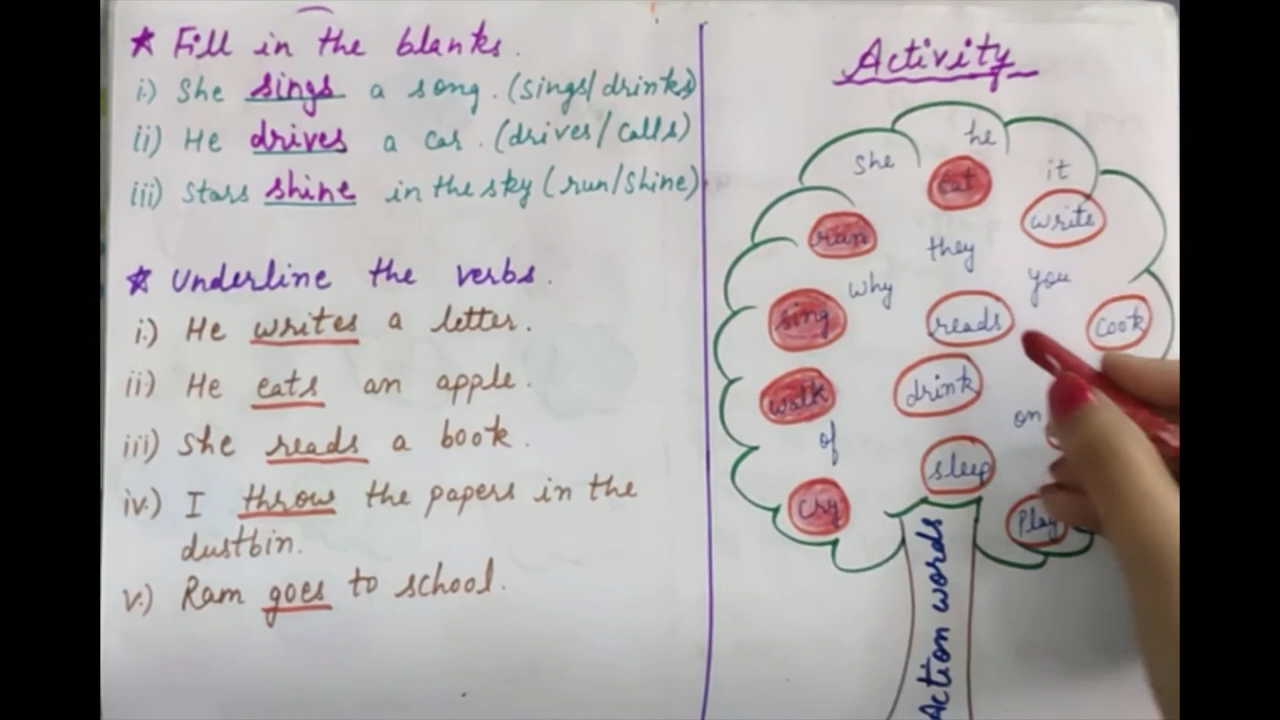 ★ Fill in the blanks.
i.) She sings a song. (sings/drinks)
ii) He drives a car. (drives/calls)
iii) Stars shine in the sky (run/shine)
★ Underline the verbs.
i.) He writes a letter.
ii.) He eats an apple.
iii) She reads a book.
iv.) I throw the papers in the
dustbin.
v.) Ram goes to school.
Activity
he
she
it
eat
write
run
they
why
you
sing
reads
cook
walk
drink
on
of
sleep
cry
Play
Action words